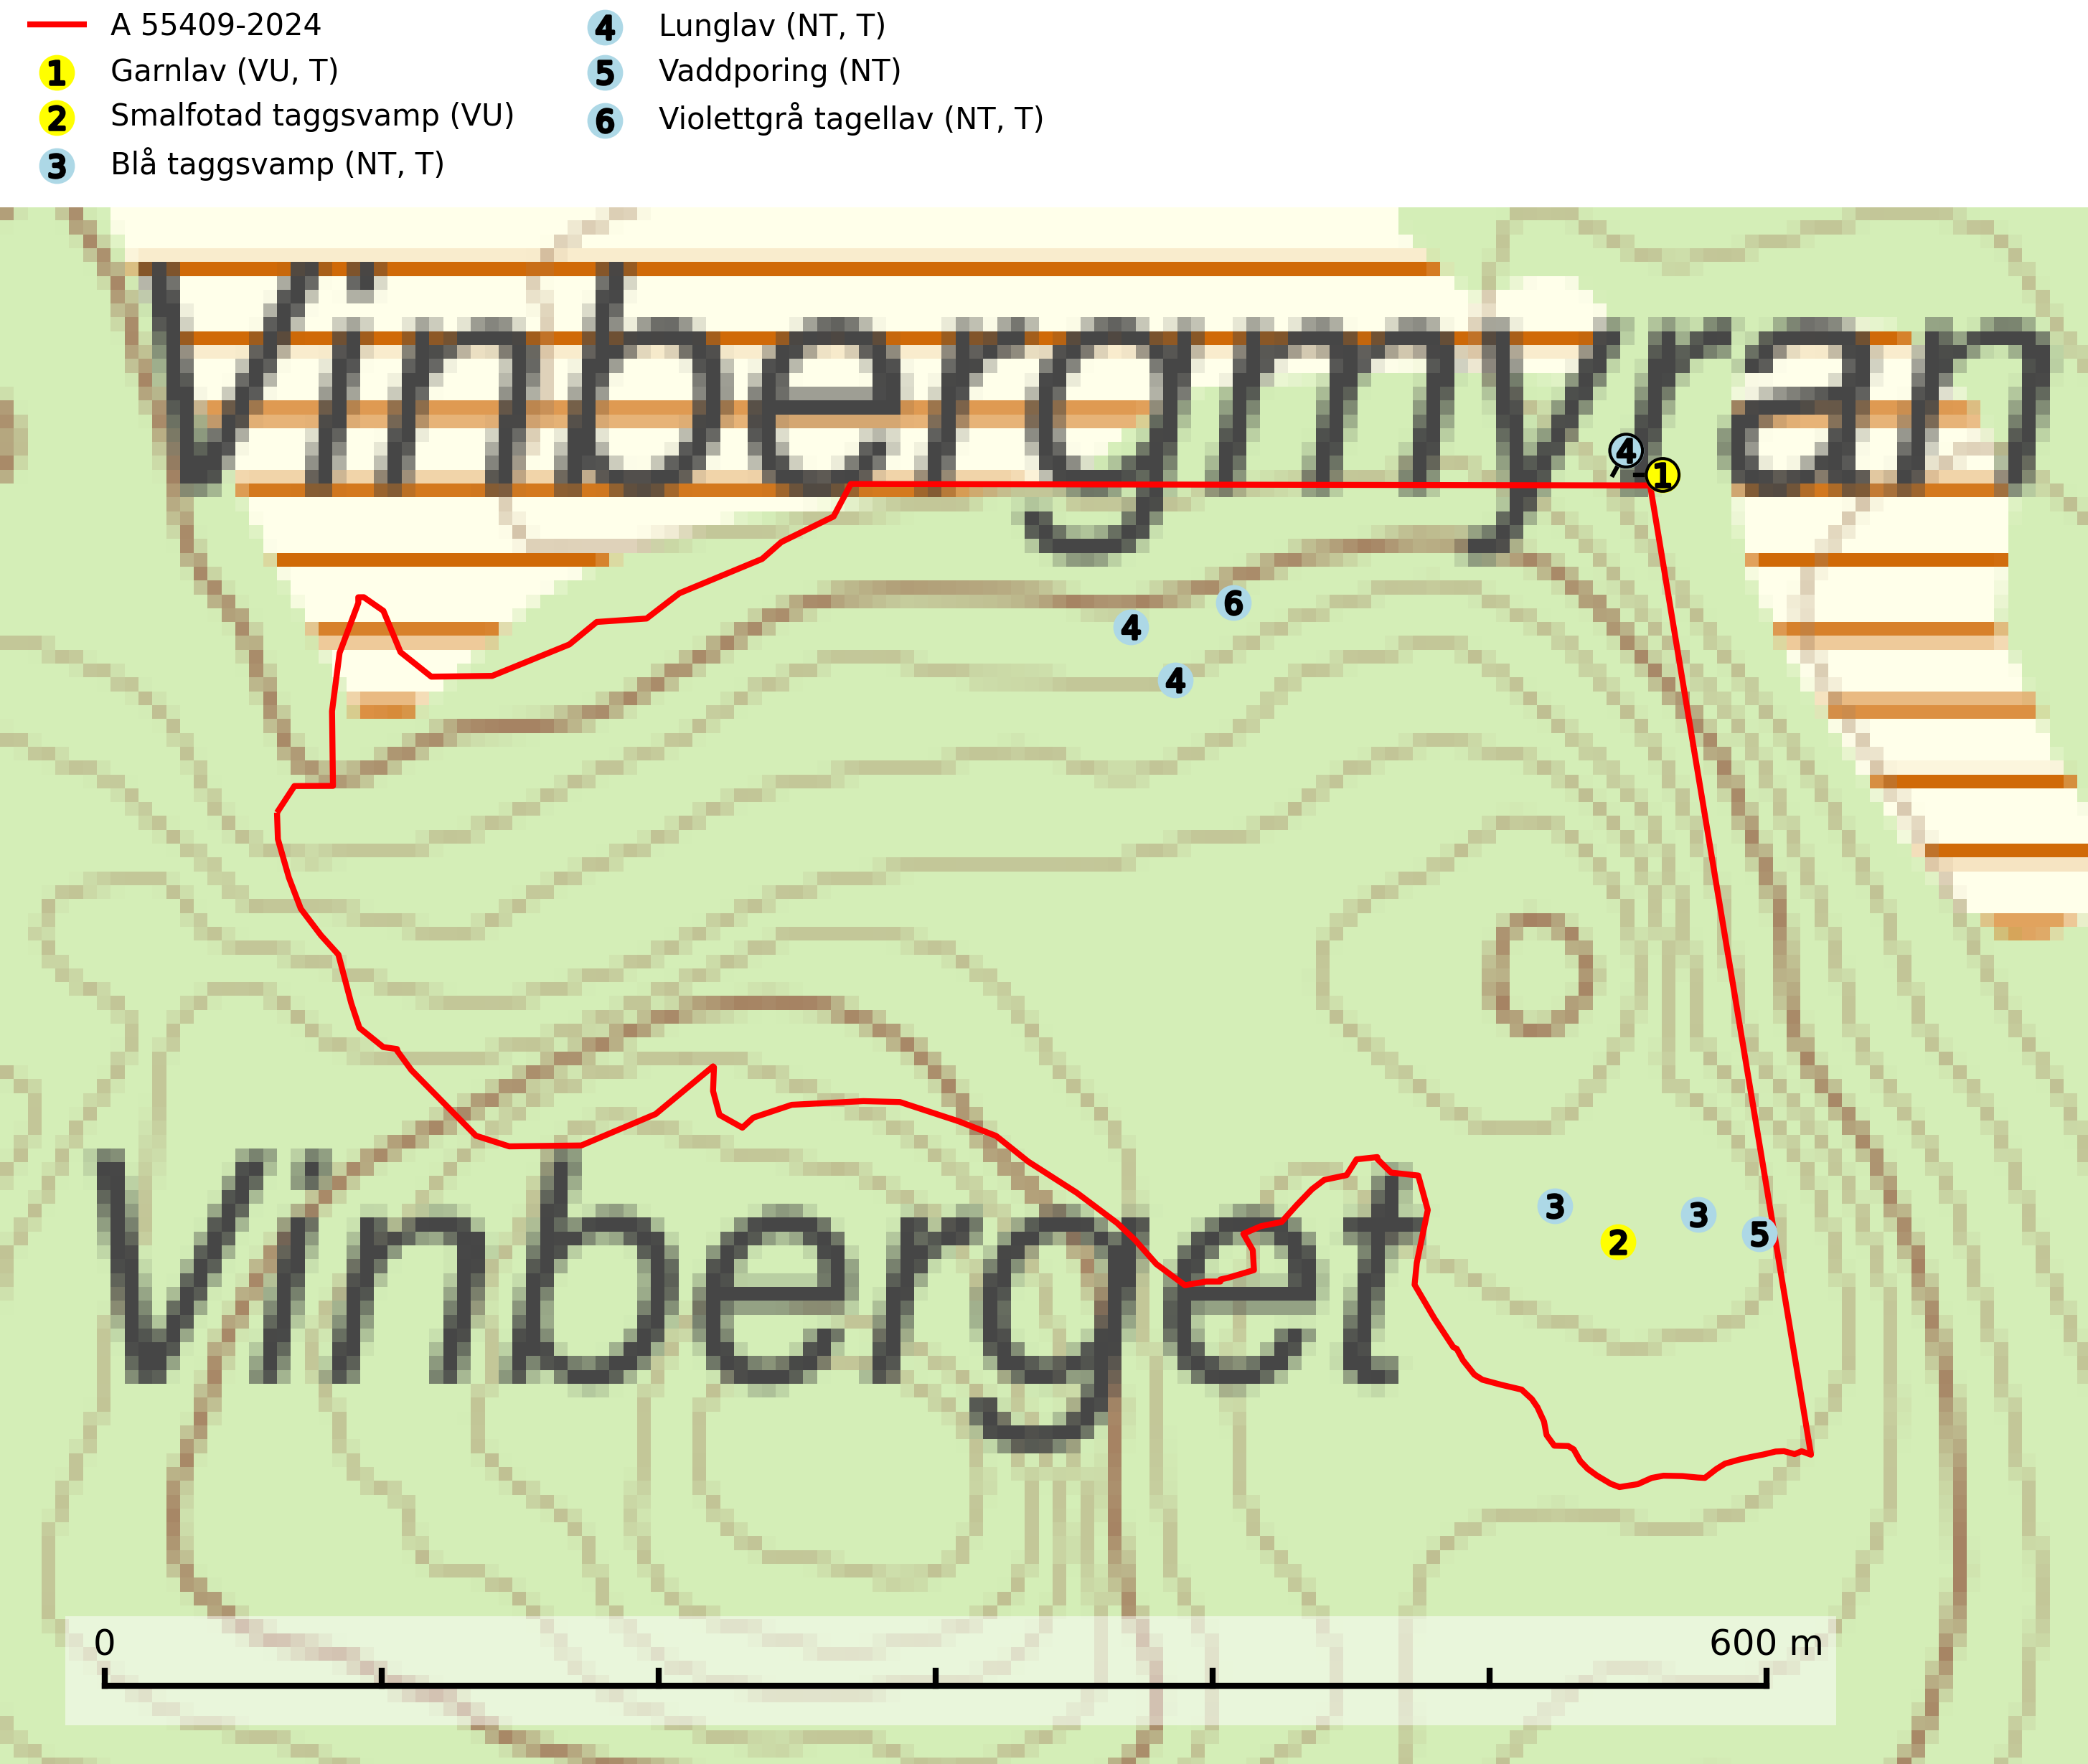 A 55409-2024
1 Garnlav (VU, T)
2 Smalfotad taggsvamp (VU)
3 Blå taggsvamp (NT, T)
4 Lunglav (NT, T)
5 Vaddporing (NT)
6 Violettgrå tagellav (NT, T)
Vinbergmyran
4
1
6
4
4
3
3
5
2
Vinberget
0 600 m